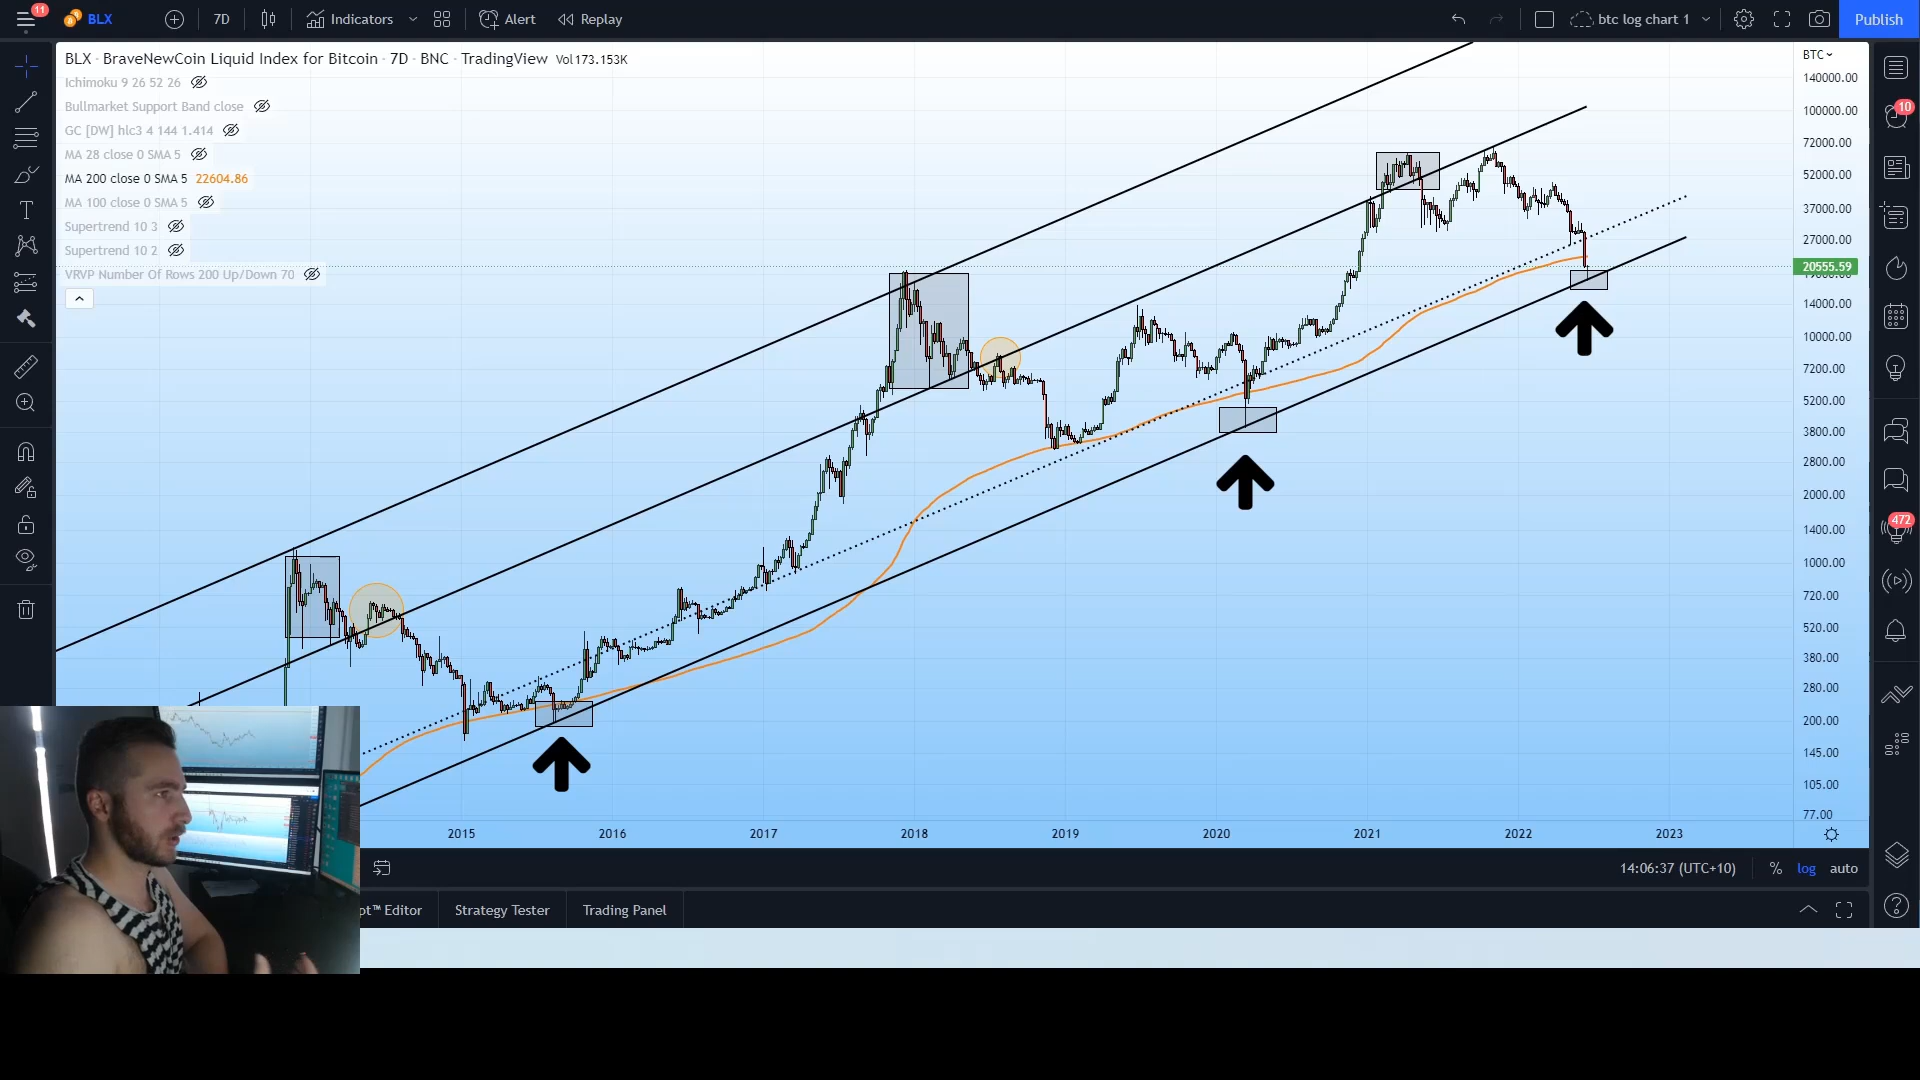 11
BLX
7D
Indicators
Alert
Replay
btc log chart 1
Publish
BLX · BraveNewCoin Liquid Index for Bitcoin · 7D · BNC · TradingView Vol173.153K
BTC
Ichimoku 9 26 52 26
Bullmarket Support Band close
GC [DW] hlc3 4 144 1.414
MA 28 close 0 SMA 5
MA 200 close 0 SMA 5 22604.86
MA 100 close 0 SMA 5
Supertrend 10 3
Supertrend 10 2
VRVP Number Of Rows 200 Up/Down 70
140000.00
100000.00
72000.00
52000.00
37000.00
27000.00
20555.59
14000.00
10000.00
7200.00
5200.00
3800.00
2800.00
2000.00
1400.00
1000.00
720.00
520.00
380.00
280.00
200.00
145.00
105.00
77.00
10
472
2015 2016 2017 2018 2019 2020 2021 2022 2023
14:06:37 (UTC+10) % log auto
pt™ Editor
Strategy Tester
Trading Panel